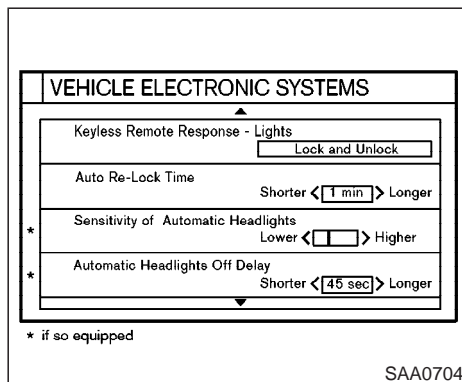 VEHICLE ELECTRONIC SYSTEMS
Keyless Remote Response - Lights
Lock and Unlock
Auto Re-Lock Time
Shorter < 1 min > Longer
* Sensitivity of Automatic Headlights
Lower < > Higher
* Automatic Headlights Off Delay
Shorter < 45 sec > Longer
* if so equipped
SAA0704